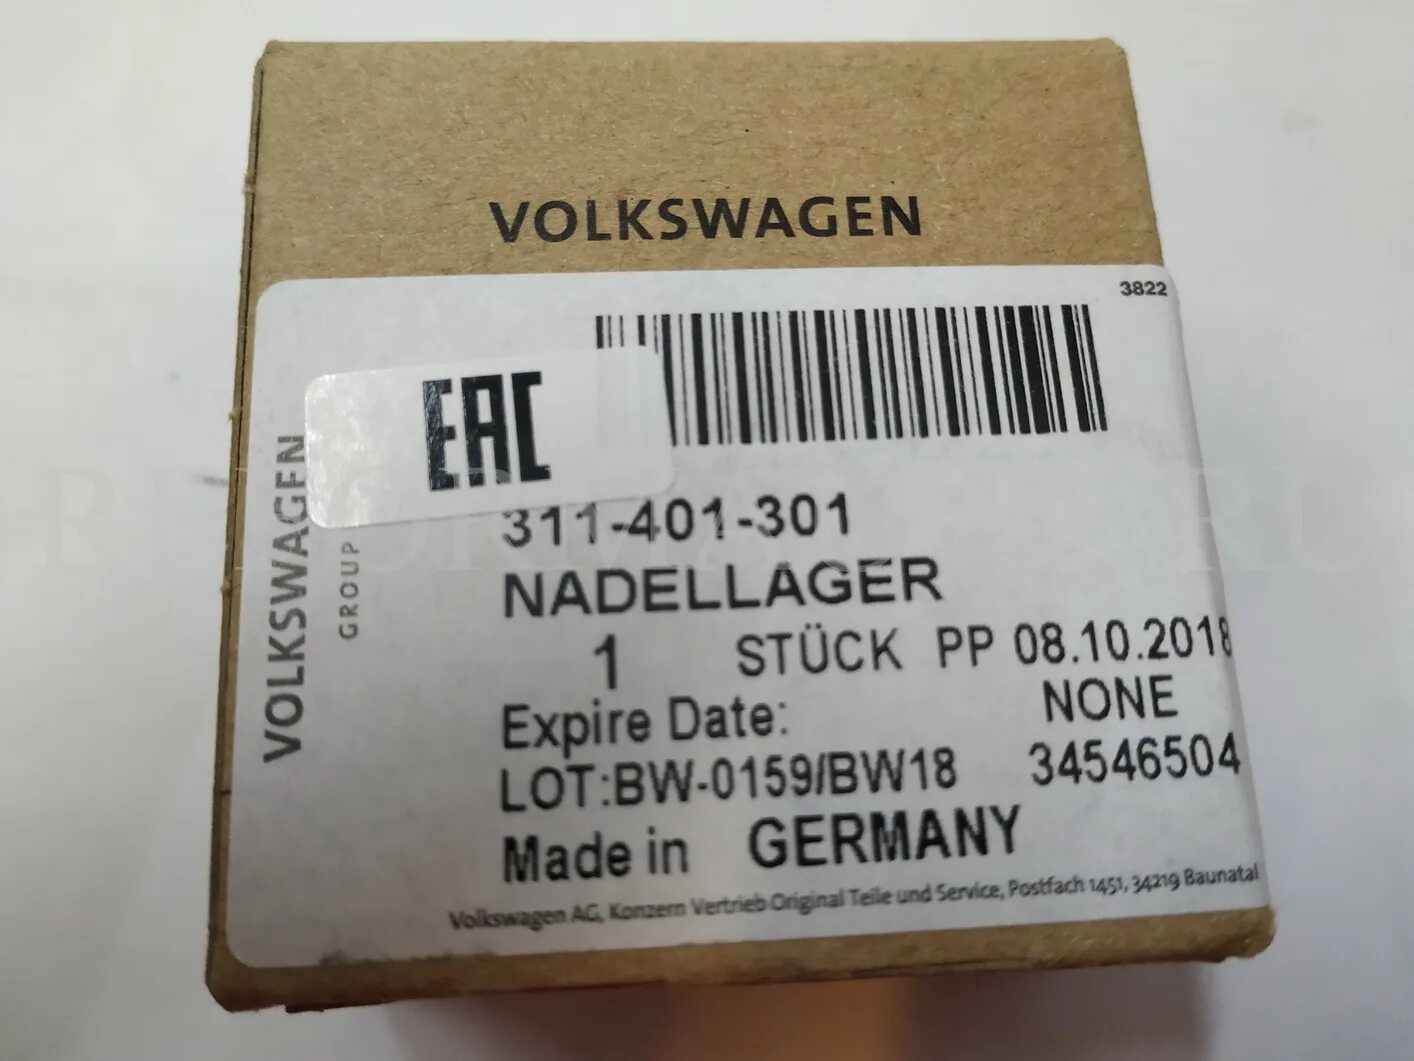 VOLKSWAGEN
3822
EAC
311-401-301
NADELLAGER
1 STÜCK PP 08.10.2018
Expire Date: NONE
LOT:BW-0159/BW18 34546504
Made in GERMANY
Volkswagen AG, Konzern Vertrieb Original Teile und Service, Postfach 1451, 34219 Baunatal
VOLKSWAGEN
GROUP